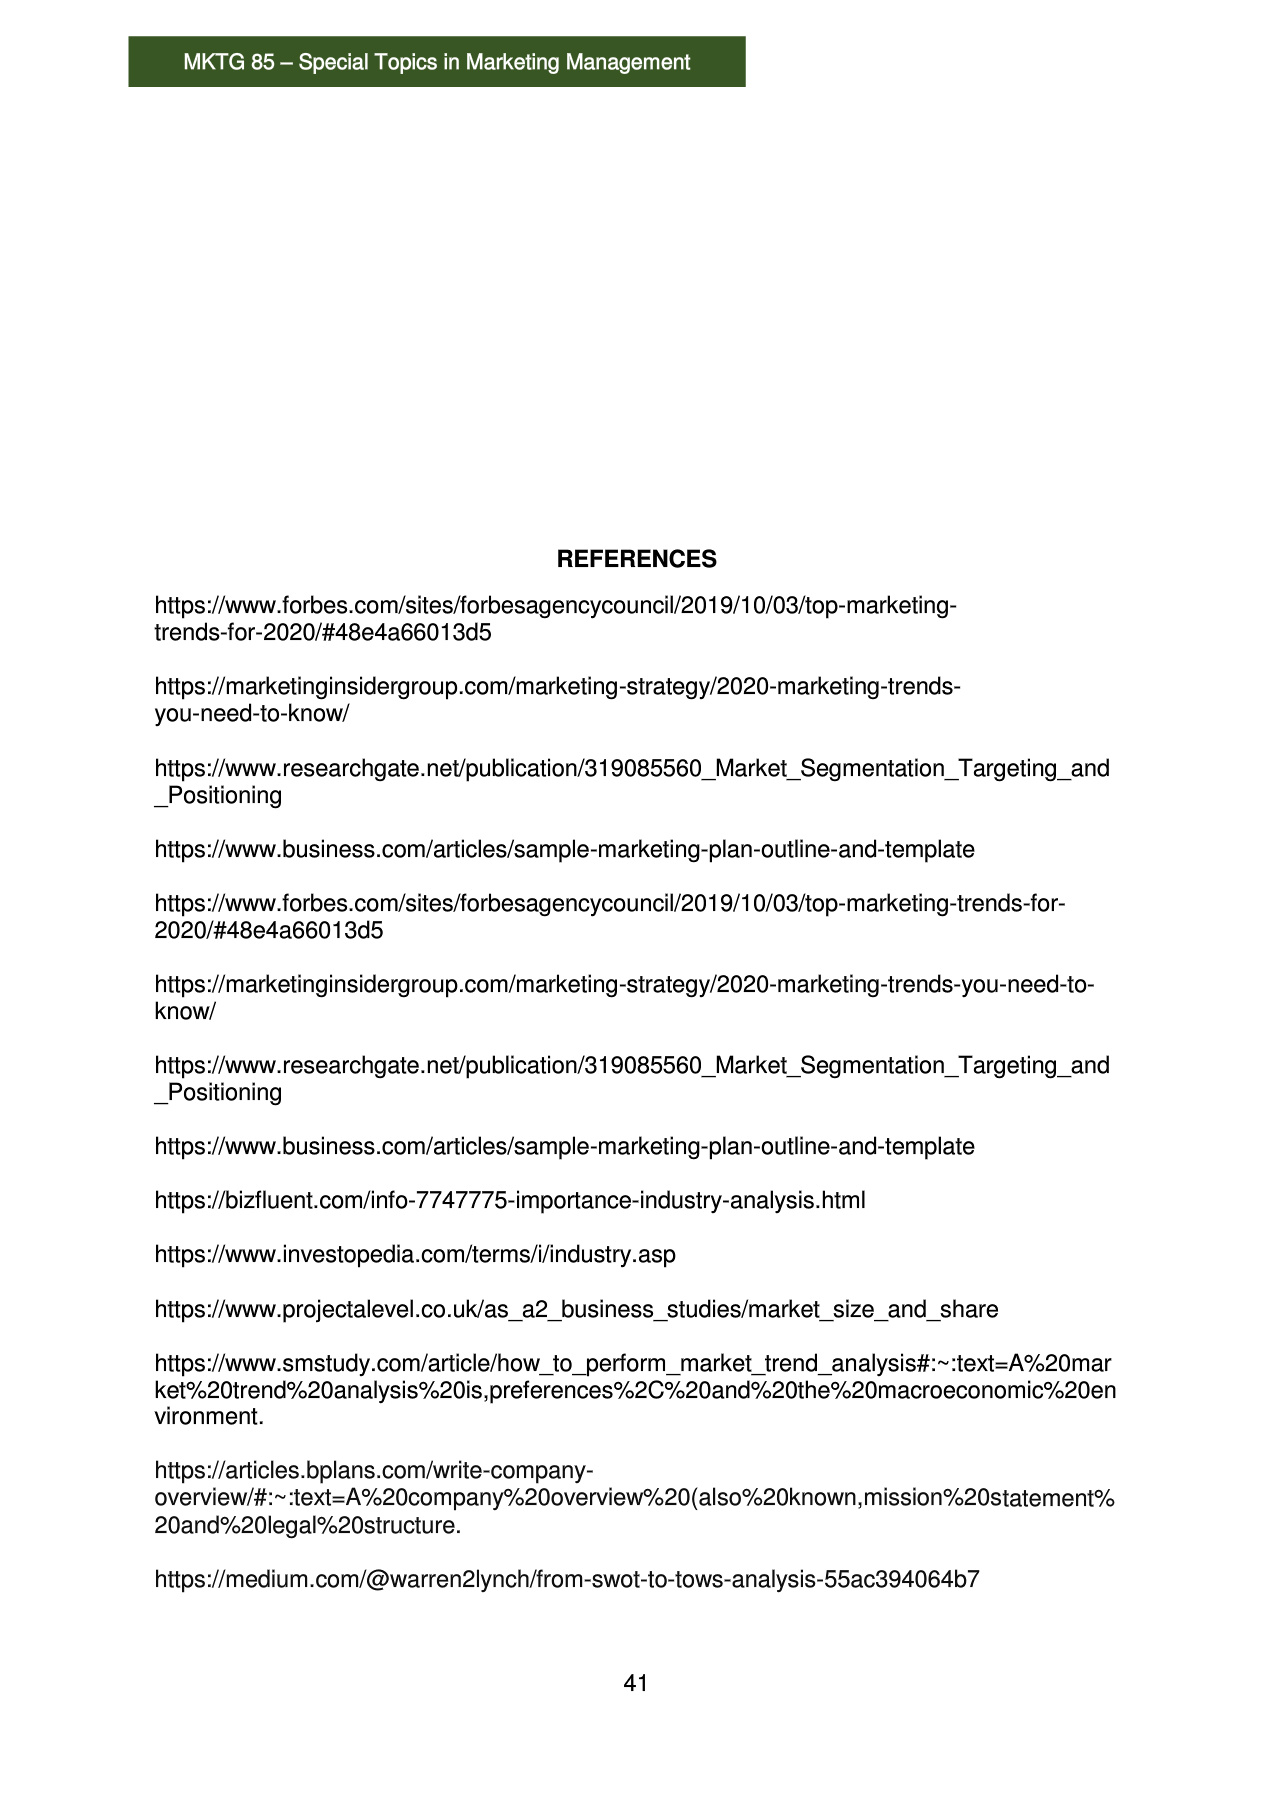 MKTG 85 – Special Topics in Marketing Management
REFERENCES
https://www.forbes.com/sites/forbesagencycouncil/2019/10/03/top-marketing-
trends-for-2020/#48e4a66013d5
https://marketinginsidergroup.com/marketing-strategy/2020-marketing-trends-
you-need-to-know/
https://www.researchgate.net/publication/319085560_Market_Segmentation_Targeting_and
_Positioning
https://www.business.com/articles/sample-marketing-plan-outline-and-template
https://www.forbes.com/sites/forbesagencycouncil/2019/10/03/top-marketing-trends-for-
2020/#48e4a66013d5
https://marketinginsidergroup.com/marketing-strategy/2020-marketing-trends-you-need-to-
know/
https://www.researchgate.net/publication/319085560_Market_Segmentation_Targeting_and
_Positioning
https://www.business.com/articles/sample-marketing-plan-outline-and-template
https://bizfluent.com/info-7747775-importance-industry-analysis.html
https://www.investopedia.com/terms/i/industry.asp
https://www.projectalevel.co.uk/as_a2_business_studies/market_size_and_share
https://www.smstudy.com/article/how_to_perform_market_trend_analysis#:~:text=A%20mar
ket%20trend%20analysis%20is,preferences%2C%20and%20the%20macroeconomic%20en
vironment.
https://articles.bplans.com/write-company-
overview/#:~:text=A%20company%20overview%20(also%20known,mission%20statement%
20and%20legal%20structure.
https://medium.com/@warren2lynch/from-swot-to-tows-analysis-55ac394064b7
41